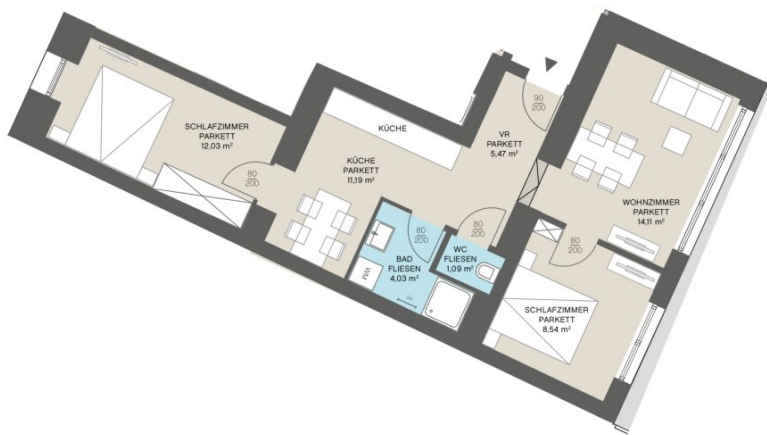 SCHLAFZIMMER
PARKETT
12,03 m²
80
200
KÜCHE
KÜCHE
PARKETT
11,19 m²
VR
PARKETT
5,47 m²
90
200
80
200
80
200
BAD
FLIESEN
4,03 m²
WM
WC
FLIESEN
1,09 m²
WOHNZIMMER
PARKETT
14,11 m²
80
200
SCHLAFZIMMER
PARKETT
8,54 m²